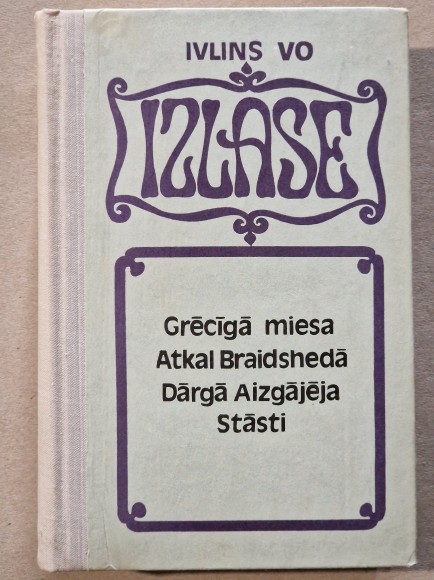 IVLINS VO
IZLASE
Grēcīgā miesa
Atkal Braidshedā
Dārgā Aizgājēja
Stāsti